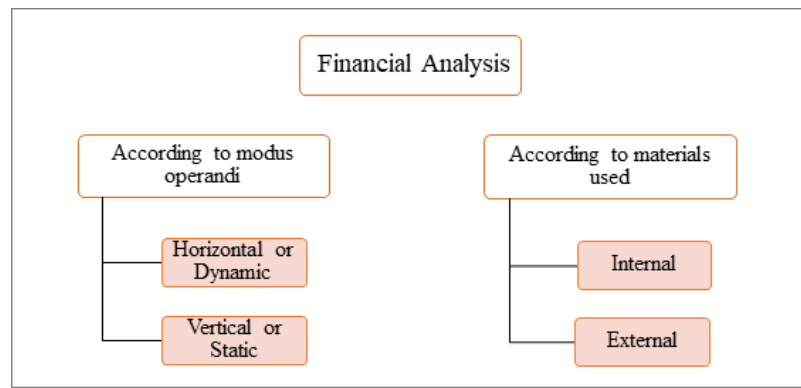 Financial Analysis
According to modus
operandi
Horizontal or
Dynamic
Vertical or
Static
According to materials
used
Internal
External